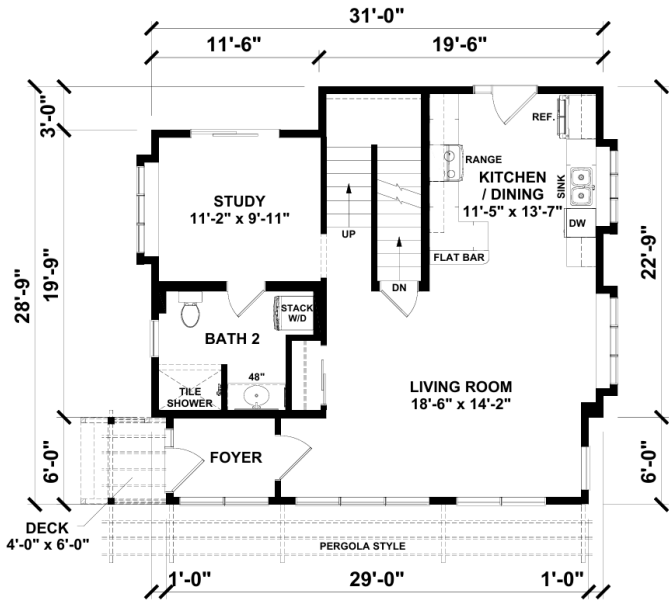 31'-0"
11'-6"
19'-6"
3'-0"
REF.
RANGE
KITCHEN
/ DINING
11'-5" x 13'-7"
SINK
DW
STUDY
11'-2" x 9'-11"
UP
FLAT BAR
DN
28'-9"
19'-9"
22'-9"
STACK
W/D
BATH 2
48"
TILE
SHOWER
LIVING ROOM
18'-6" x 14'-2"
6'-0"
FOYER
6'-0"
DECK
4'-0" x 6'-0"
PERGOLA STYLE
1'-0"
29'-0"
1'-0"